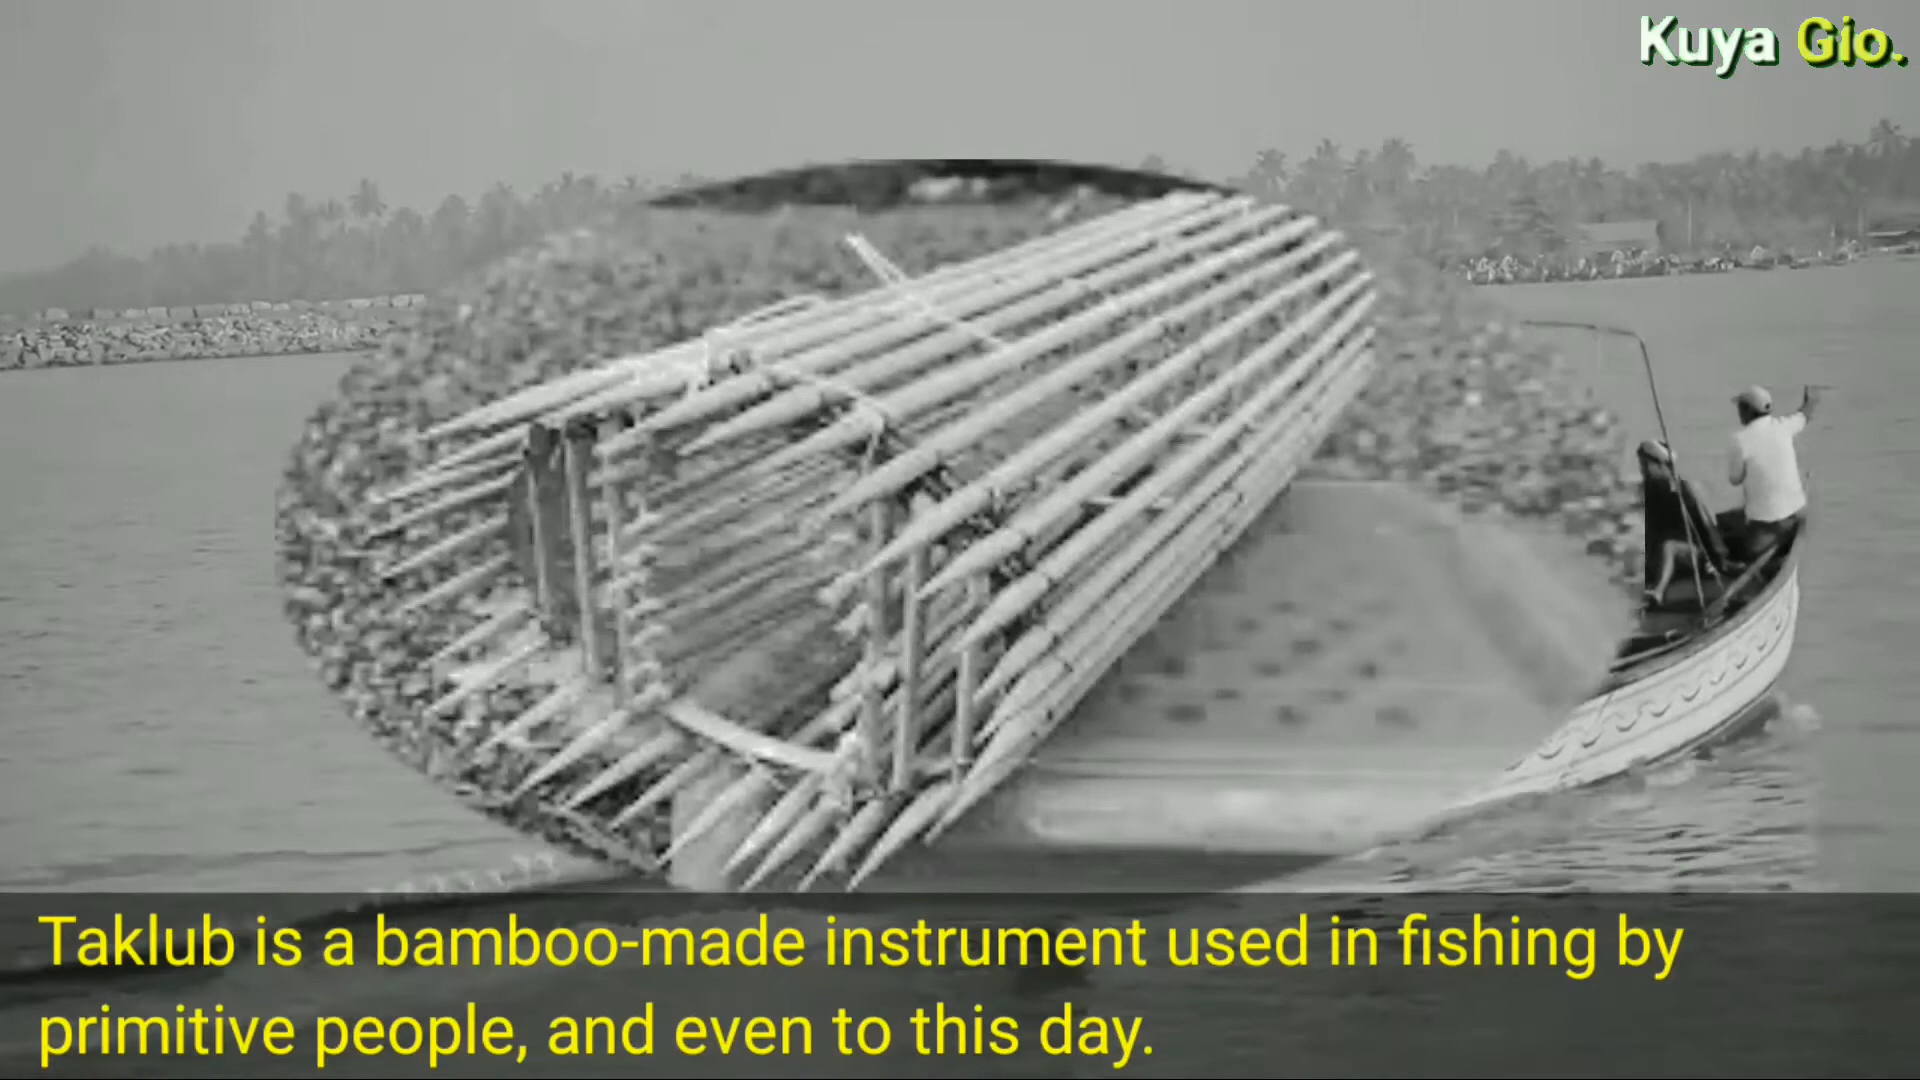 Kuya Gio.
Taklub is a bamboo-made instrument used in fishing by
primitive people, and even to this day.